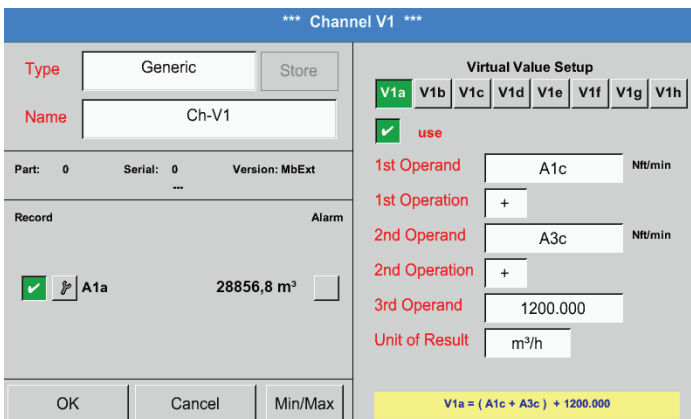 *** Channel V1 ***
Type Generic Store
Name Ch-V1
Part: 0 Serial: 0 Version: MbExt
---
Record Alarm
A1a 28856,8 m³
OK Cancel Min/Max
Virtual Value Setup
V1a V1b V1c V1d V1e V1f V1g V1h
use
1st Operand A1c Nft/min
1st Operation +
2nd Operand A3c Nft/min
2nd Operation +
3rd Operand 1200.000
Unit of Result m³/h
V1a = ( A1c + A3c ) + 1200.000